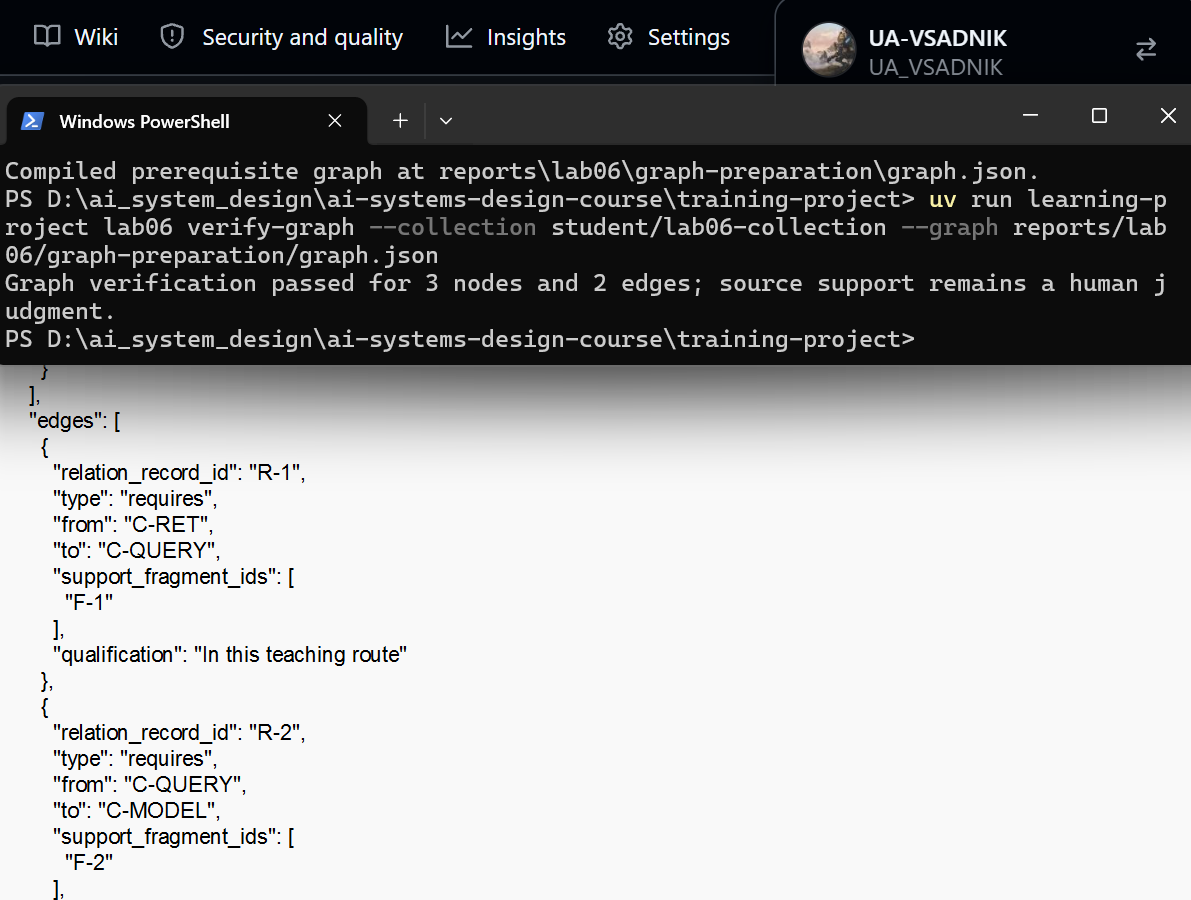 Wiki Security and quality Insights Settings
UA-VSADNIK
UA_VSADNIK
Windows PowerShell
Compiled prerequisite graph at reports\lab06\graph-preparation\graph.json.
PS D:\ai_system_design\ai-systems-design-course\training-project> uv run learning-p
roject lab06 verify-graph --collection student/lab06-collection --graph reports/lab
06/graph-preparation/graph.json
Graph verification passed for 3 nodes and 2 edges; source support remains a human j
udgment.
PS D:\ai_system_design\ai-systems-design-course\training-project>
}
],
"edges": [
{
"relation_record_id": "R-1",
"type": "requires",
"from": "C-RET",
"to": "C-QUERY",
"support_fragment_ids": [
"F-1"
],
"qualification": "In this teaching route"
},
{
"relation_record_id": "R-2",
"type": "requires",
"from": "C-QUERY",
"to": "C-MODEL",
"support_fragment_ids": [
"F-2"
],